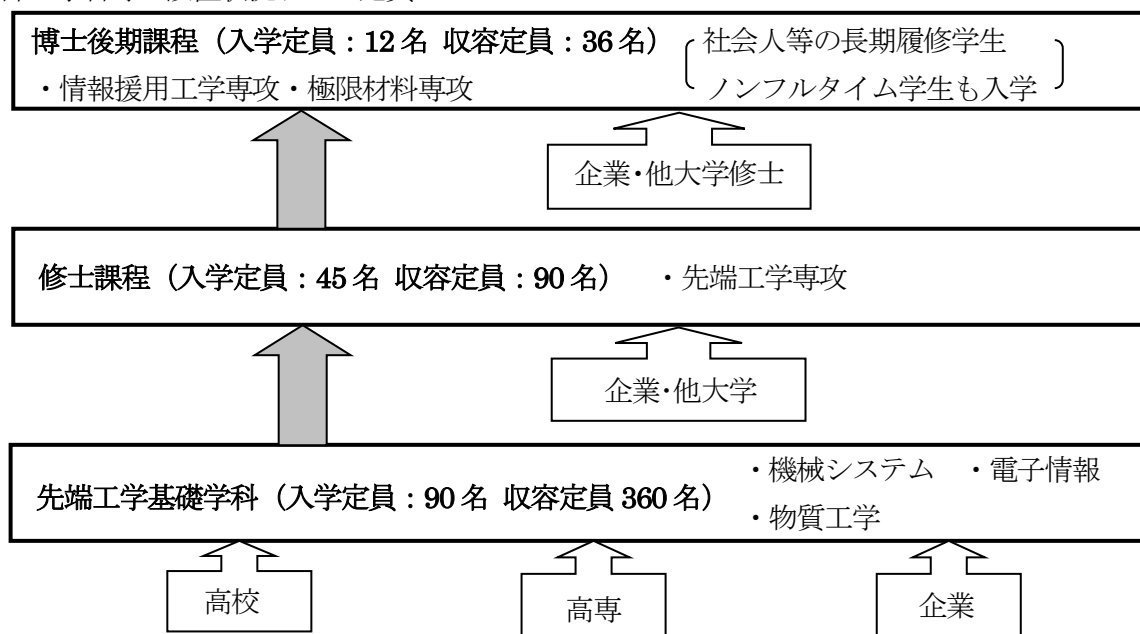 博士後期課程（入学定員：12名 収容定員：36名）
社会人等の長期履修学生
・情報援用工学専攻・極限材料専攻
ノンフルタイム学生も入学
企業・他大学修士
修士課程（入学定員：45名 収容定員：90名）　・先端工学専攻
企業・他大学
・機械システム　・電子情報
先端工学基礎学科（入学定員：90名 収容定員360名）
・物質工学
高校
高専
企業